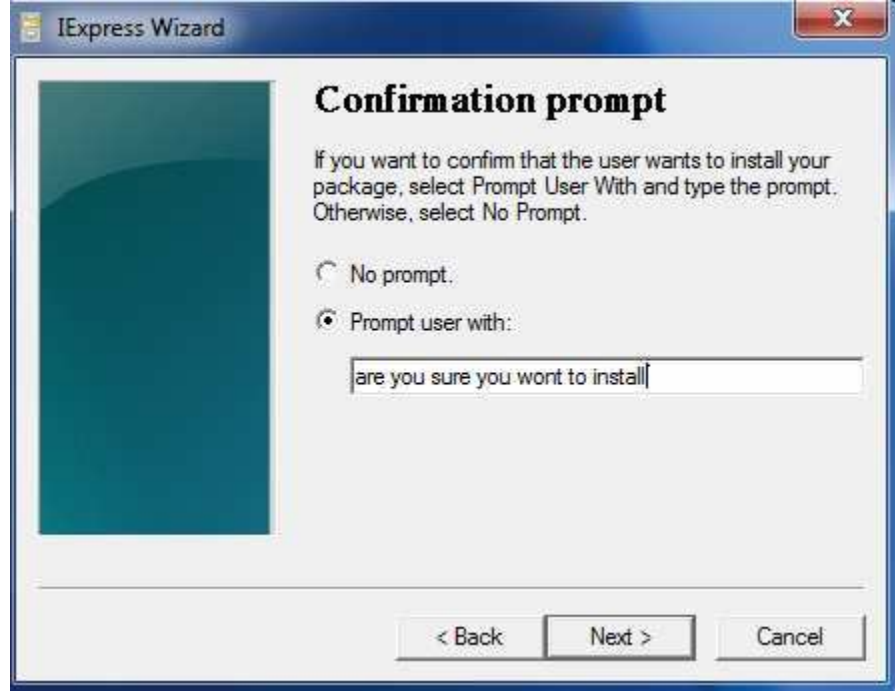 IExpress Wizard
Confirmation prompt
If you want to confirm that the user wants to install your
package, select Prompt User With and type the prompt.
Otherwise, select No Prompt.
No prompt.
Prompt user with:
are you sure you wont to install
< Back Next > Cancel